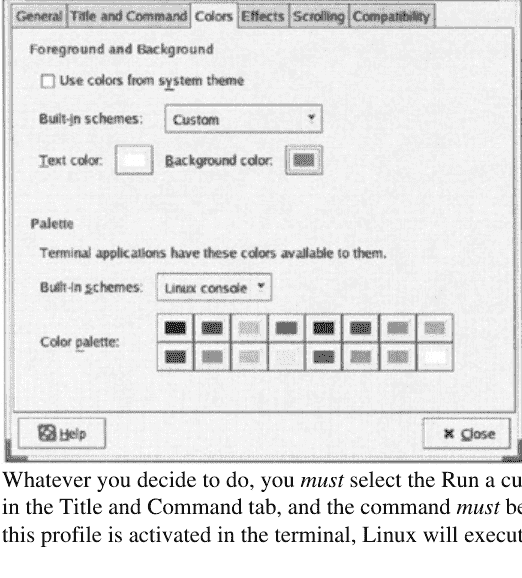 General Title and Command Colors Effects Scrolling Compatibility
Foreground and Background
Use colors from system theme
Built-in schemes: Custom
Text color: Background color:
Palette
Terminal applications have these colors available to them.
Built-in schemes: Linux console
Color palette:
Help Close
Whatever you decide to do, you must select the Run a cu
in the Title and Command tab, and the command must be
this profile is activated in the terminal, Linux will execut